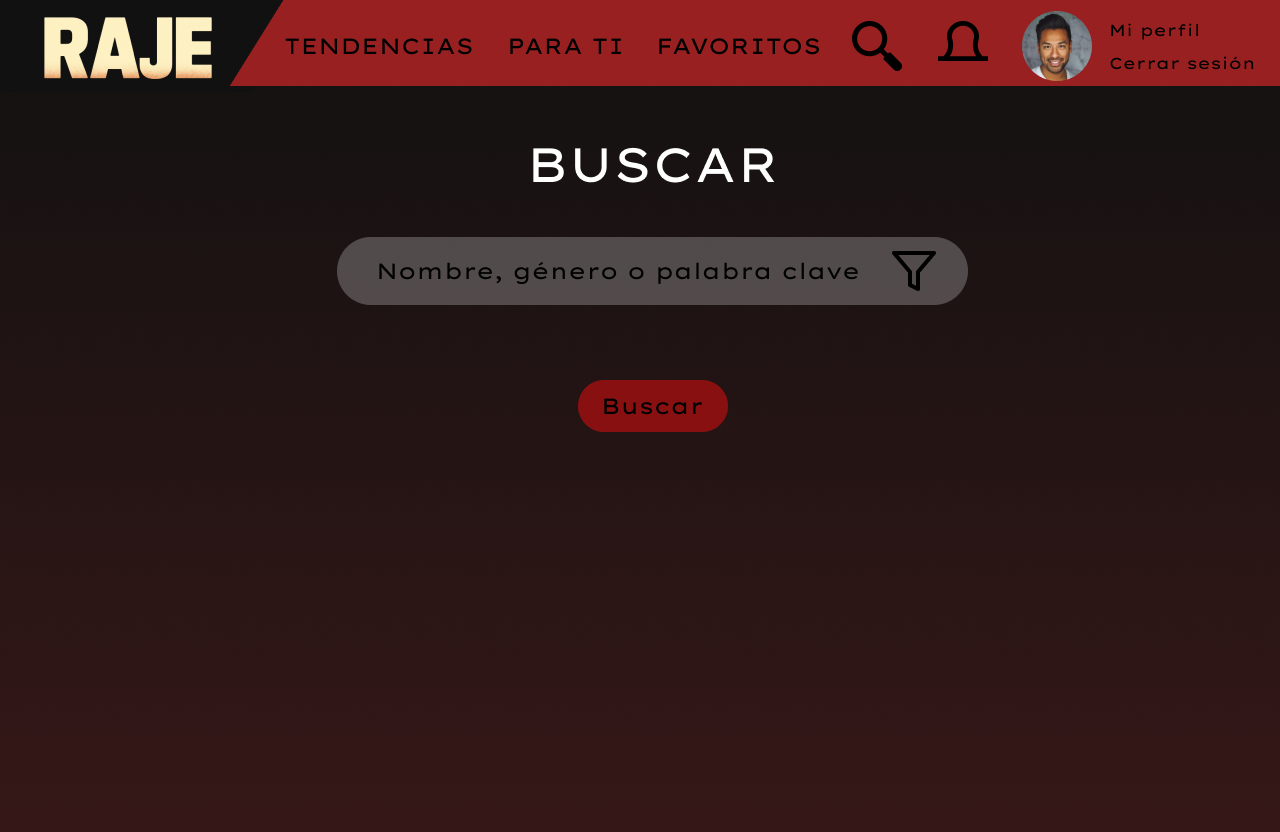 RAJE
TENDENCIAS PARA TI FAVORITOS
Mi perfil
Cerrar sesión
BUSCAR
Nombre, género o palabra clave
Buscar